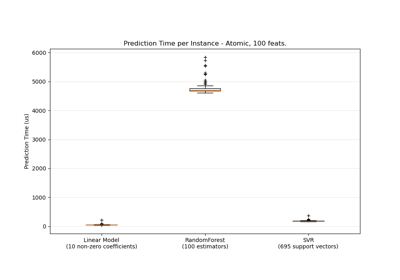 Prediction Time per Instance - Atomic, 100 feats.
6000
5000
4000
3000
2000
1000
0
Prediction Time (us)
Linear Model
(10 non-zero coefficients)
RandomForest
(100 estimators)
SVR
(695 support vectors)